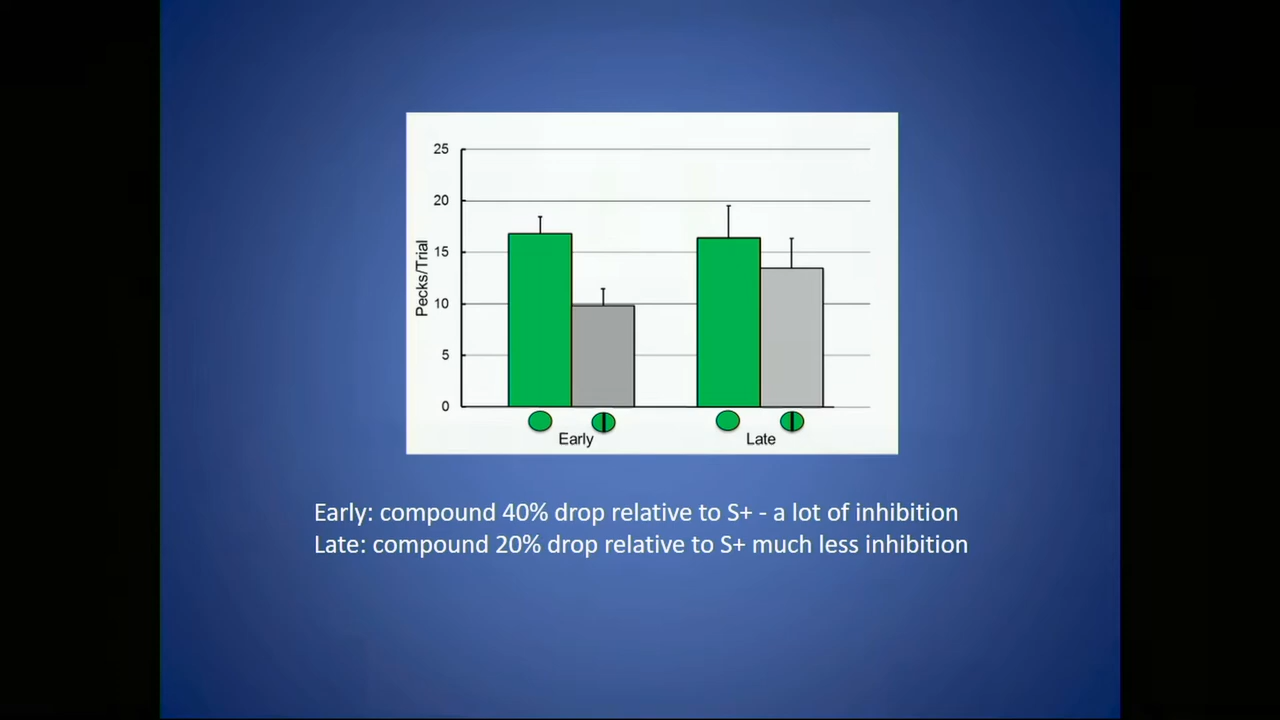 25
20
15
10
5
0
Pecks/Trial
Early
Late
Early: compound 40% drop relative to S+ - a lot of inhibition
Late: compound 20% drop relative to S+ much less inhibition